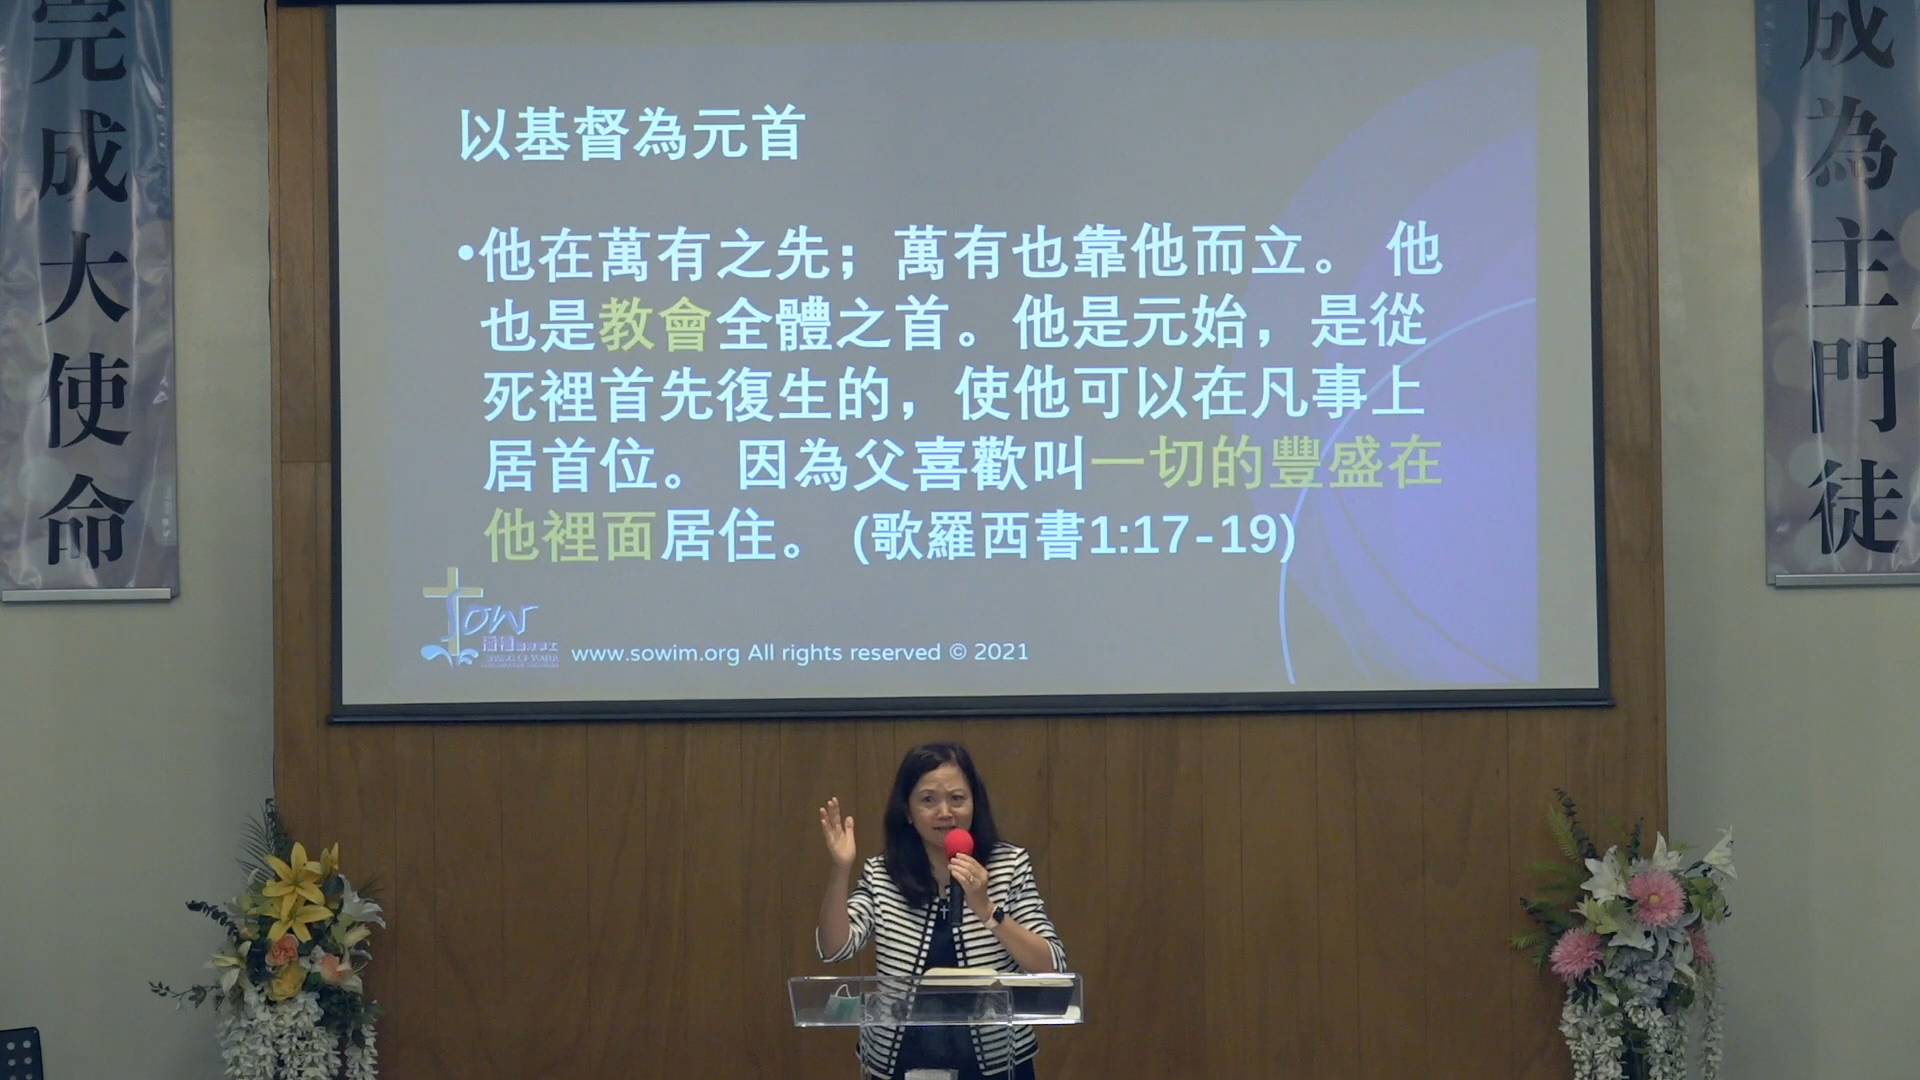 完成大使命
以基督為元首
•他在萬有之先；萬有也靠他而立。 他
也是教會全體之首。他是元始，是從
死裡首先復生的，使他可以在凡事上
居首位。 因為父喜歡叫一切的豐盛在
他裡面居住。 (歌羅西書1:17-19)
Sow
www.sowim.org All rights reserved © 2021
成為主門徒